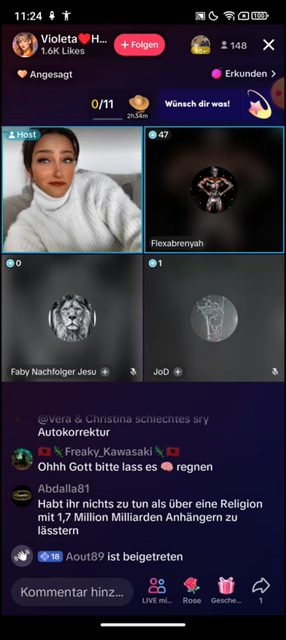 11:24
100
Violeta❤️H...
1.6K Likes
+ Folgen
148
Angesagt
Erkunden >
0/11
2h34m
Wünsch dir was!
Host
47
Flexabrenyah
0
1
Faby Nachfolger Jesu +
JoD +
@Vera & Christina schlechtes sry
Autokorrektur
🇦🇱🦎Freaky_Kawasaki🦎🇦🇱
Ohhh Gott bitte lass es 🧠 regnen
Abdalla81
Habt ihr nichts zu tun als über eine Religion
mit 1,7 Million Milliarden Anhängern zu
lässtern
18 Aout89 ist beigetreten
Kommentar hinz...
LIVE mi...
Rose
Gesche...
1